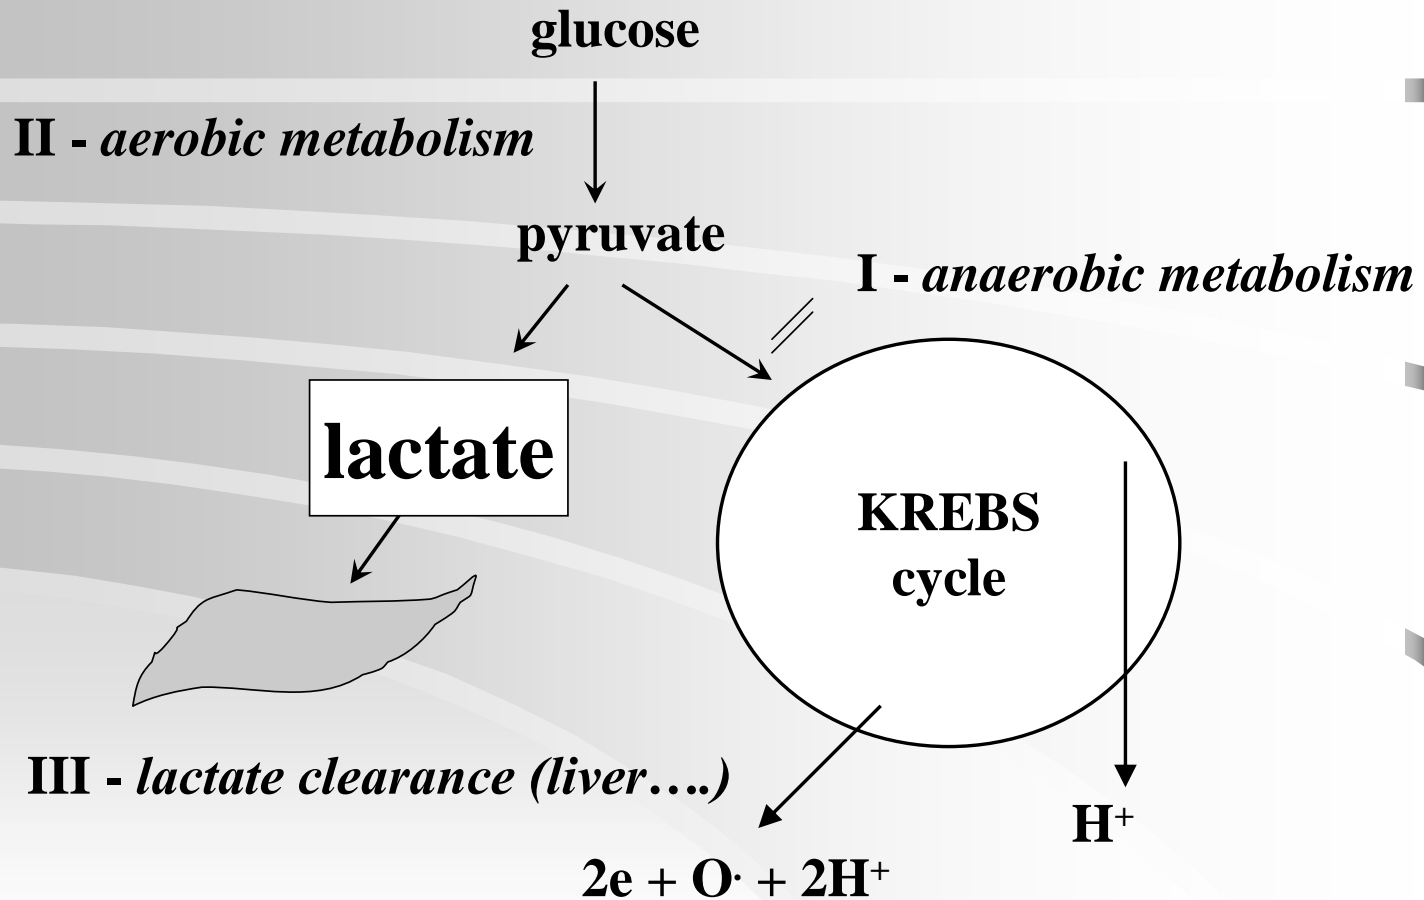 glucose
II - aerobic metabolism
pyruvate
I - anaerobic metabolism
lactate
KREBS
cycle
III - lactate clearance (liver….)
H⁺
2e + O· + 2H⁺